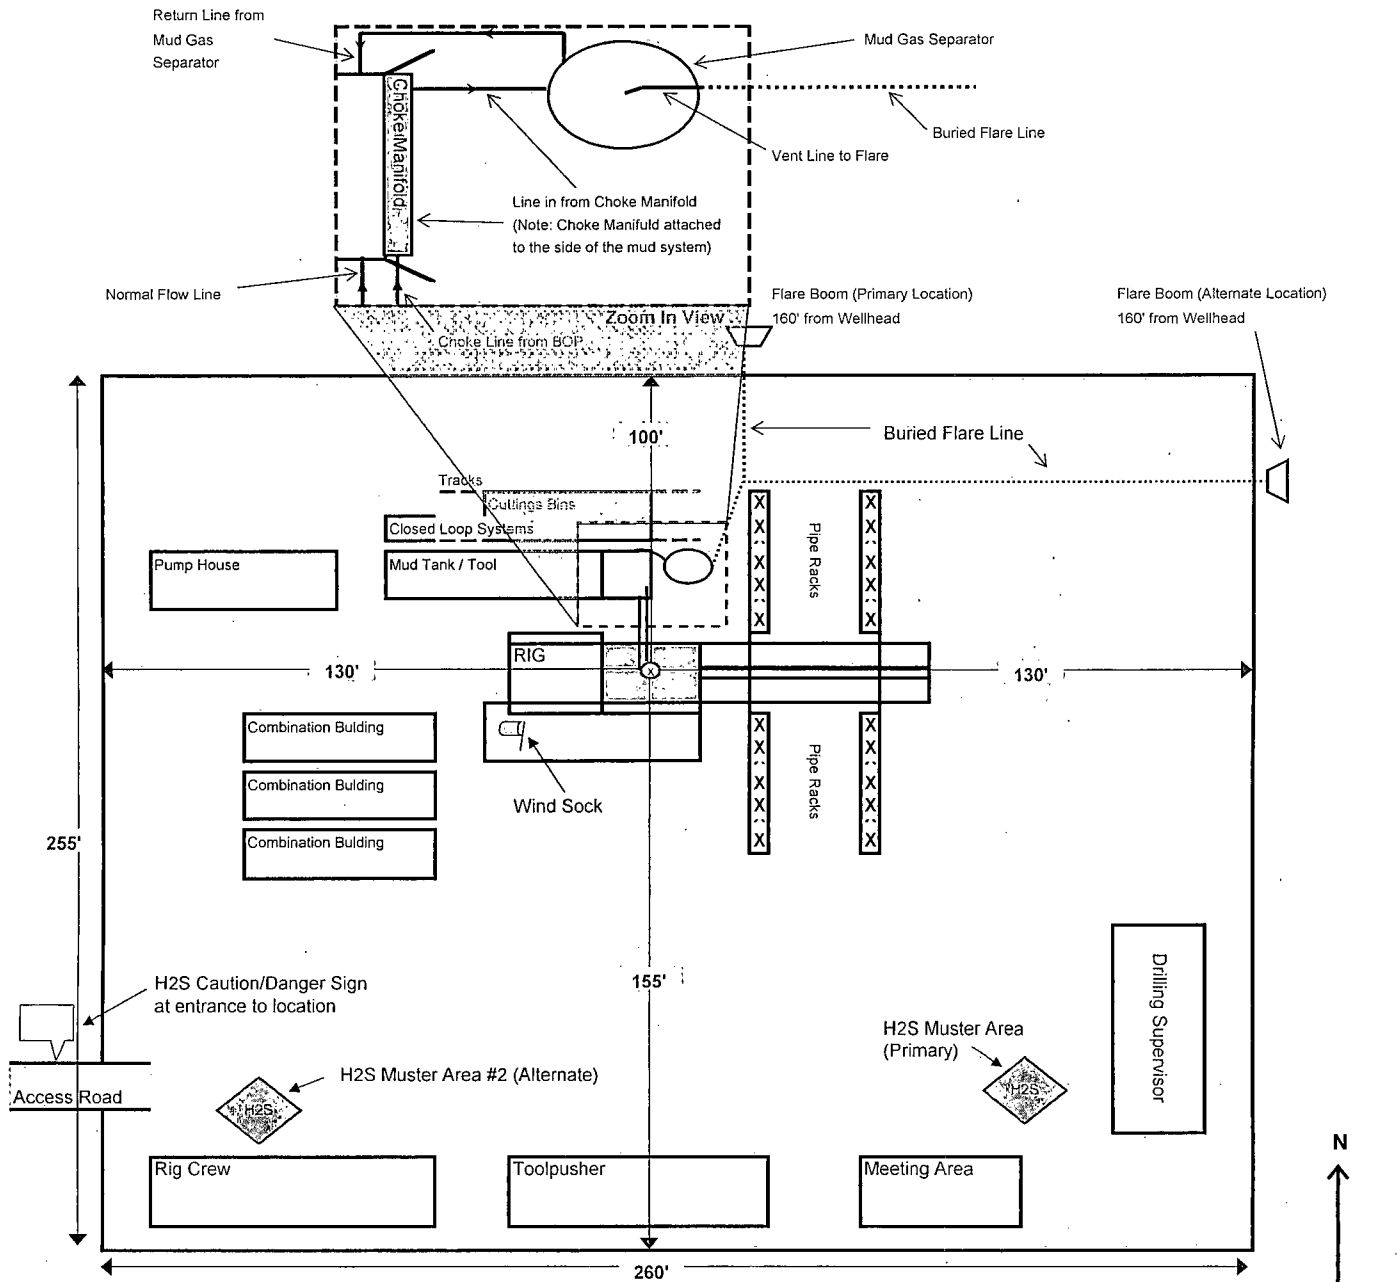 Return Line from
Mud Gas
Separator
Mud Gas Separator
Choke Manifold
Buried Flare Line
Vent Line to Flare
Line in from Choke Manifold
(Note: Choke Manifuld attached
to the side of the mud system)
Normal Flow Line
Flare Boom (Primary Location)
160' from Wellhead
Flare Boom (Alternate Location)
160' from Wellhead
Zoom In View
Choke Line from BOP
100'
Buried Flare Line
Tracks
Cuttings Bins
Closed Loop Systems
Pump House
Mud Tank / Tool
X
X
X
X
X
X
X
X
Pipe Racks
RIG
X
130'
130'
Combination Bulding
Combination Bulding
Combination Bulding
Wind Sock
X
X
X
X
X
X
X
X
Pipe Racks
255'
155'
H2S Caution/Danger Sign
at entrance to location
Drilling Supervisor
H2S Muster Area
(Primary)
H2S
H2S Muster Area #2 (Alternate)
H2S
Access Road
Rig Crew
Toolpusher
Meeting Area
N
260'